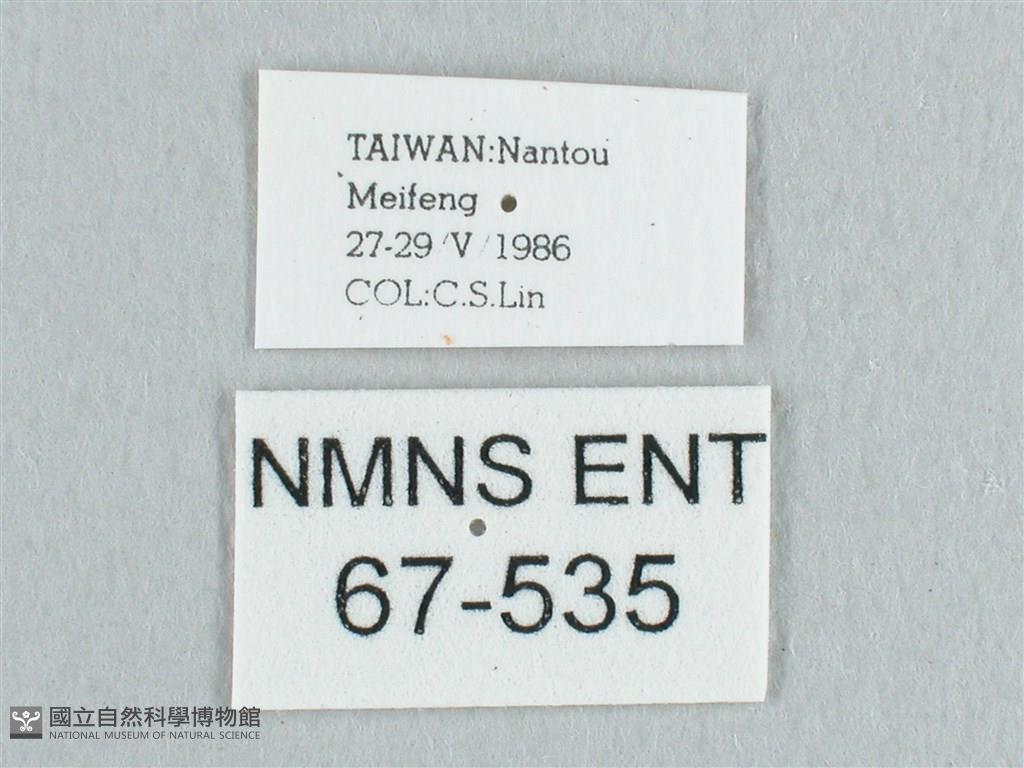 TAIWAN:Nantou
Meifeng
27-29/V/1986
COL:C.S.Lin
NMNS ENT
67-535
國立自然科學博物館
NATIONAL MUSEUM OF NATURAL SCIENCE